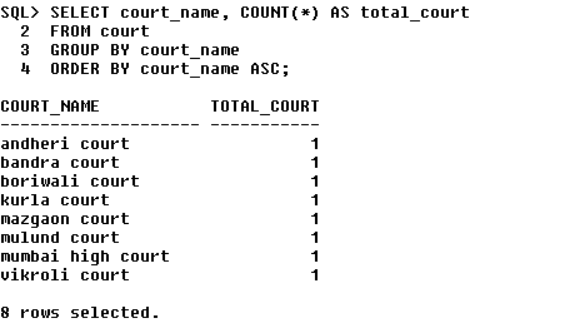 SQL> SELECT court_name, COUNT(*) AS total_court
  2  FROM court
  3  GROUP BY court_name
  4  ORDER BY court_name ASC;
COURT_NAME           TOTAL_COURT
-------------------- -----------
andheri court                  1
bandra court                   1
boriwali court                 1
kurla court                    1
mazgaon court                  1
mulund court                   1
mumbai high court              1
vikroli court                  1
8 rows selected.